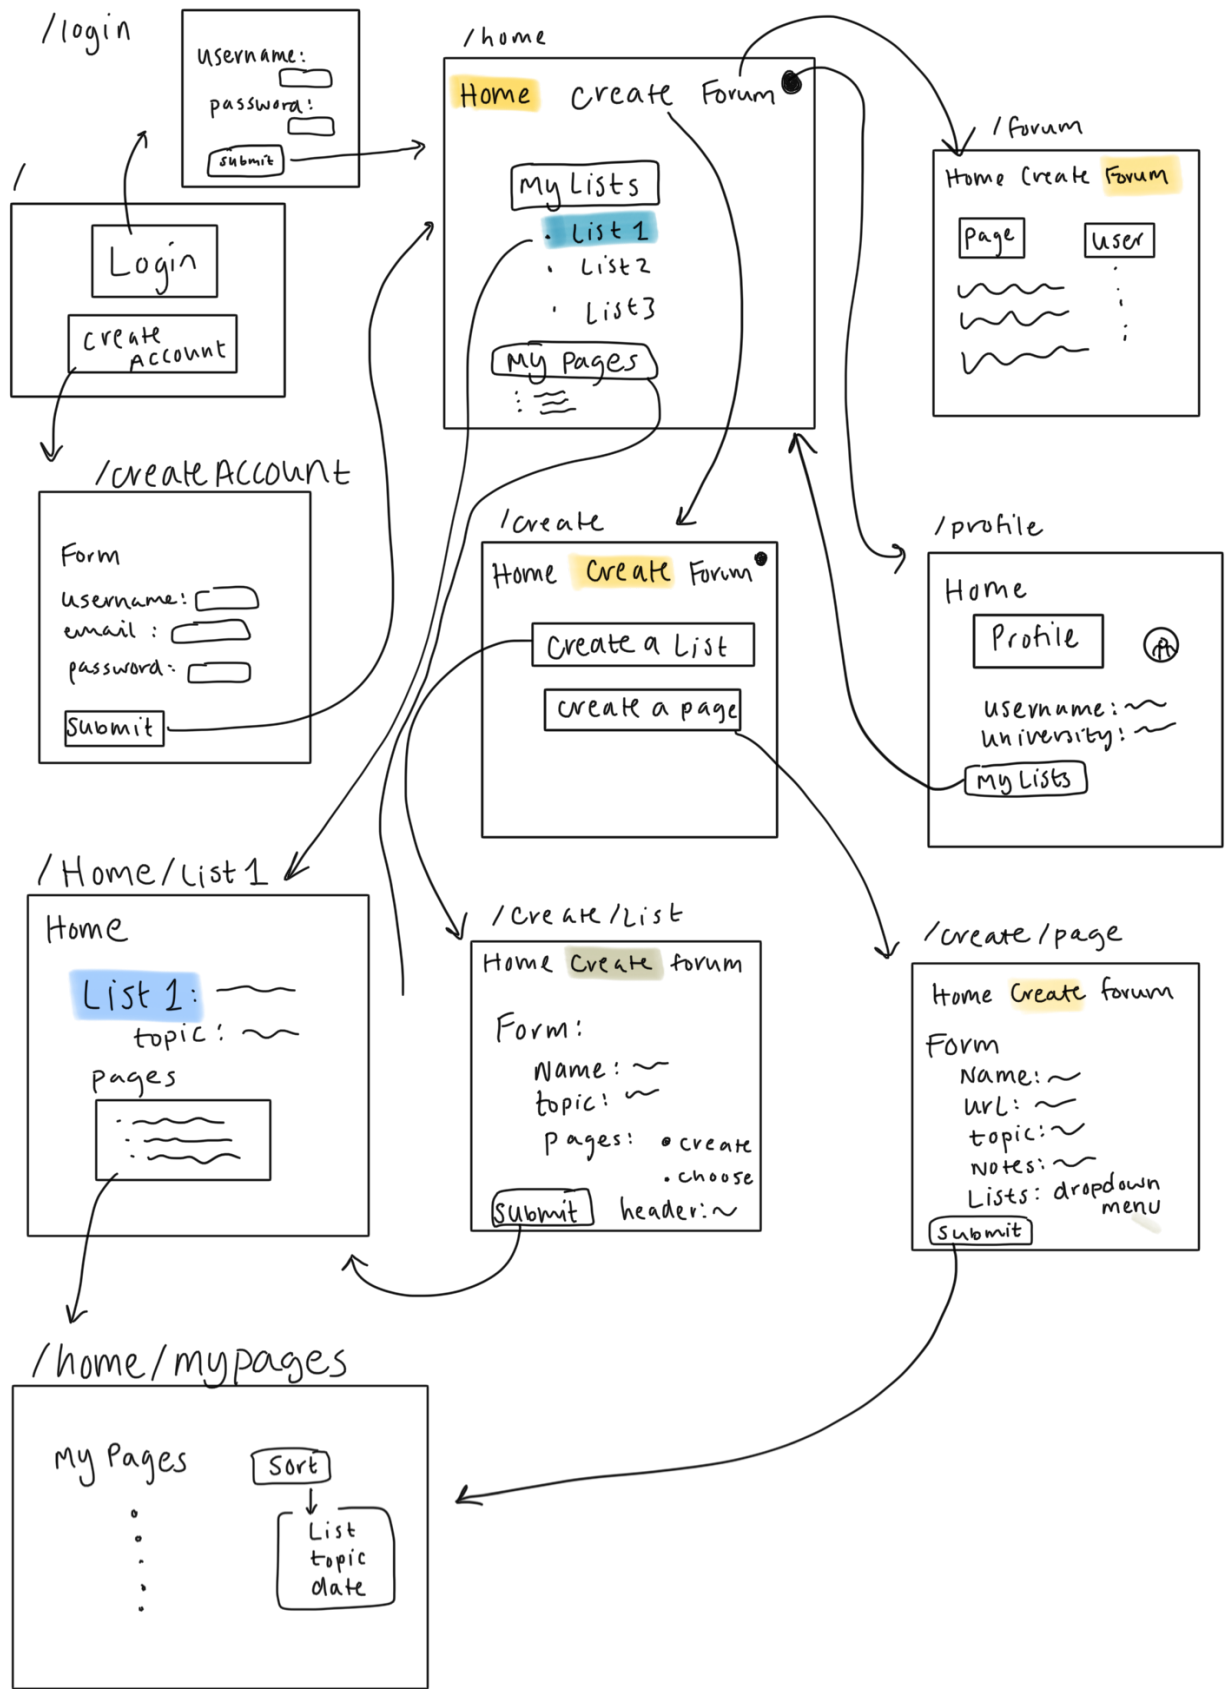 /login
username:
password:
submit
/
Login
create
Account
/createAccount
Form
username:
email :
password:
Submit
/home
Home Create Forum
My Lists
· List 1
· List 2
· List 3
My Pages
/forum
Home Create Forum
Page User
/create
Home Create Forum
Create a List
create a page
/profile
Home
Profile
username:
university:
My Lists
/Home/List 1
Home
List 1:
topic:
pages
/Create/List
Home Create forum
Form:
Name:
topic:
pages: • create
• choose
Submit header:
/create/page
Home Create forum
Form
Name:
url:
topic:
Notes:
Lists: dropdown
menu
Submit
/home/mypages
My Pages Sort
List
topic
date